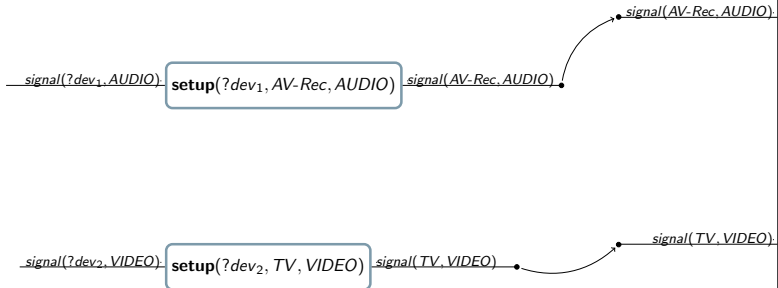 signal(AV-Rec, AUDIO)
signal(?dev₁, AUDIO)
setup(?dev₁, AV-Rec, AUDIO)
signal(AV-Rec, AUDIO)
signal(TV, VIDEO)
signal(?dev₂, VIDEO)
setup(?dev₂, TV, VIDEO)
signal(TV, VIDEO)